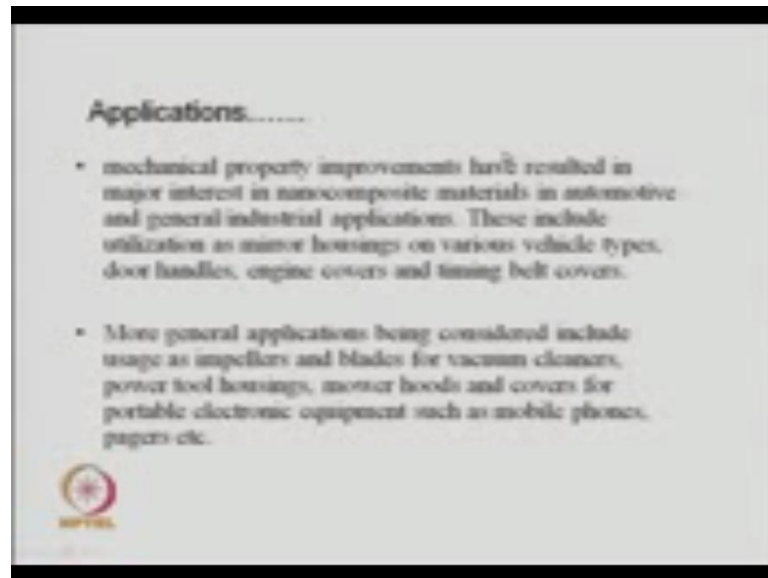 Applications.......
• mechanical property improvements have resulted in
major interest in nanocomposite materials in automotive
and general industrial applications. These include
utilization as mirror housings on various vehicle types,
door handles, engine covers and timing belt covers.
• More general applications being considered include
usage as impellers and blades for vacuum cleaners,
power tool housings, mower hoods and covers for
portable electronic equipment such as mobile phones,
pagers etc.
NPTEL